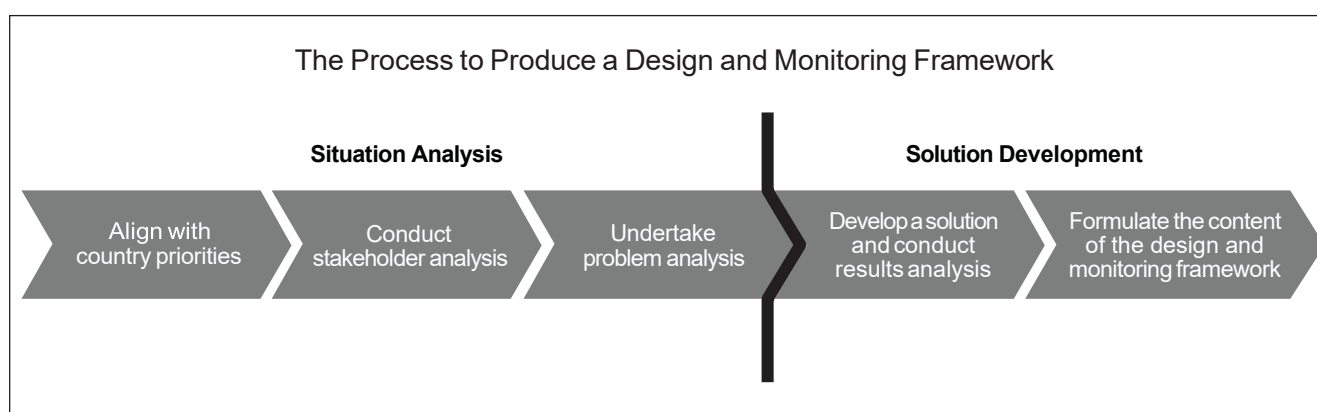 The Process to Produce a Design and Monitoring Framework
Situation Analysis
Solution Development
Align with
country priorities
Conduct
stakeholder analysis
Undertake
problem analysis
Develop a solution
and conduct
results analysis
Formulate the content
of the design and
monitoring framework